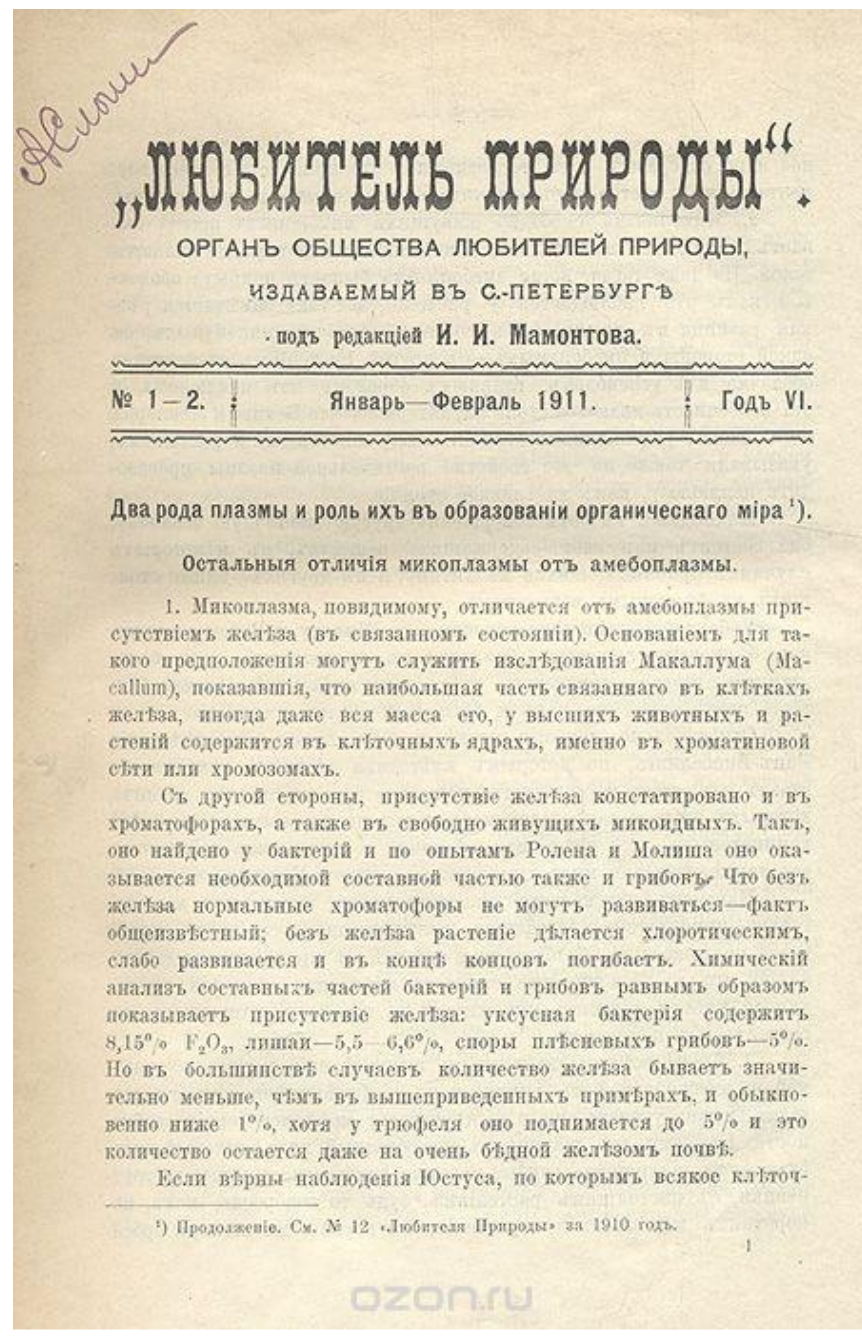 „ЛЮБИТЕЛЬ ПРИРОДЫ“.
ОРГАНЪ ОБЩЕСТВА ЛЮБИТЕЛЕЙ ПРИРОДЫ,
ИЗДАВАЕМЫЙ ВЪ С.-ПЕТЕРБУРГѢ
подъ редакціей И. И. Мамонтова.
№ 1–2. Январь—Февраль 1911. Годъ VI.
Два рода плазмы и роль ихъ въ образованіи органическаго міра ¹).
Остальныя отличія микоплазмы отъ амебоплазмы.
1. Микоплазма, повидимому, отличается отъ амебоплазмы при-
сутствіемъ желѣза (въ связанномъ состояніи). Основаніемъ для та-
кого предположенія могутъ служить изслѣдованія Макаллума (Ma-
callum), показавшія, что наибольшая часть связаннаго въ клѣткахъ
желѣза, иногда даже вся масса его, у высшихъ животныхъ и ра-
стеній содержится въ клѣточныхъ ядрахъ, именно въ хроматиновой
сѣти или хромозомахъ.
Съ другой стороны, присутствіе желѣза констатировано и въ
хроматофорахъ, а также въ свободно живущихъ микоидныхъ. Такъ,
оно найдено у бактерій и по опытамъ Ролена и Молиша оно ока-
зывается необходимой составной частью также и грибовъ. Что безъ
желѣза нормальные хроматофоры не могутъ развиваться—фактъ
общеизвѣстный; безъ желѣза растеніе дѣлается хлоротическимъ,
слабо развивается и въ концѣ концовъ погибаетъ. Химическій
анализъ составныхъ частей бактерій и грибовъ равнымъ образомъ
показываетъ присутствіе желѣза: уксусная бактерія содержитъ
8,15% F₂O₃, лишаи—5,5—6,6%, споры плѣсневыхъ грибовъ—5%.
Но въ большинствѣ случаевъ количество желѣза бываетъ значи-
тельно меньше, чѣмъ въ вышеприведенныхъ примѣрахъ, и обыкно-
венно ниже 1%, хотя у трюфеля оно поднимается до 5% и это
количество остается даже на очень бѣдной желѣзомъ почвѣ.
Если вѣрны наблюденія Юстуса, по которымъ всякое клѣточ-
¹) Продолженіе. См. № 12 «Любителя Природы» за 1910 годъ.
1
ozon.ru